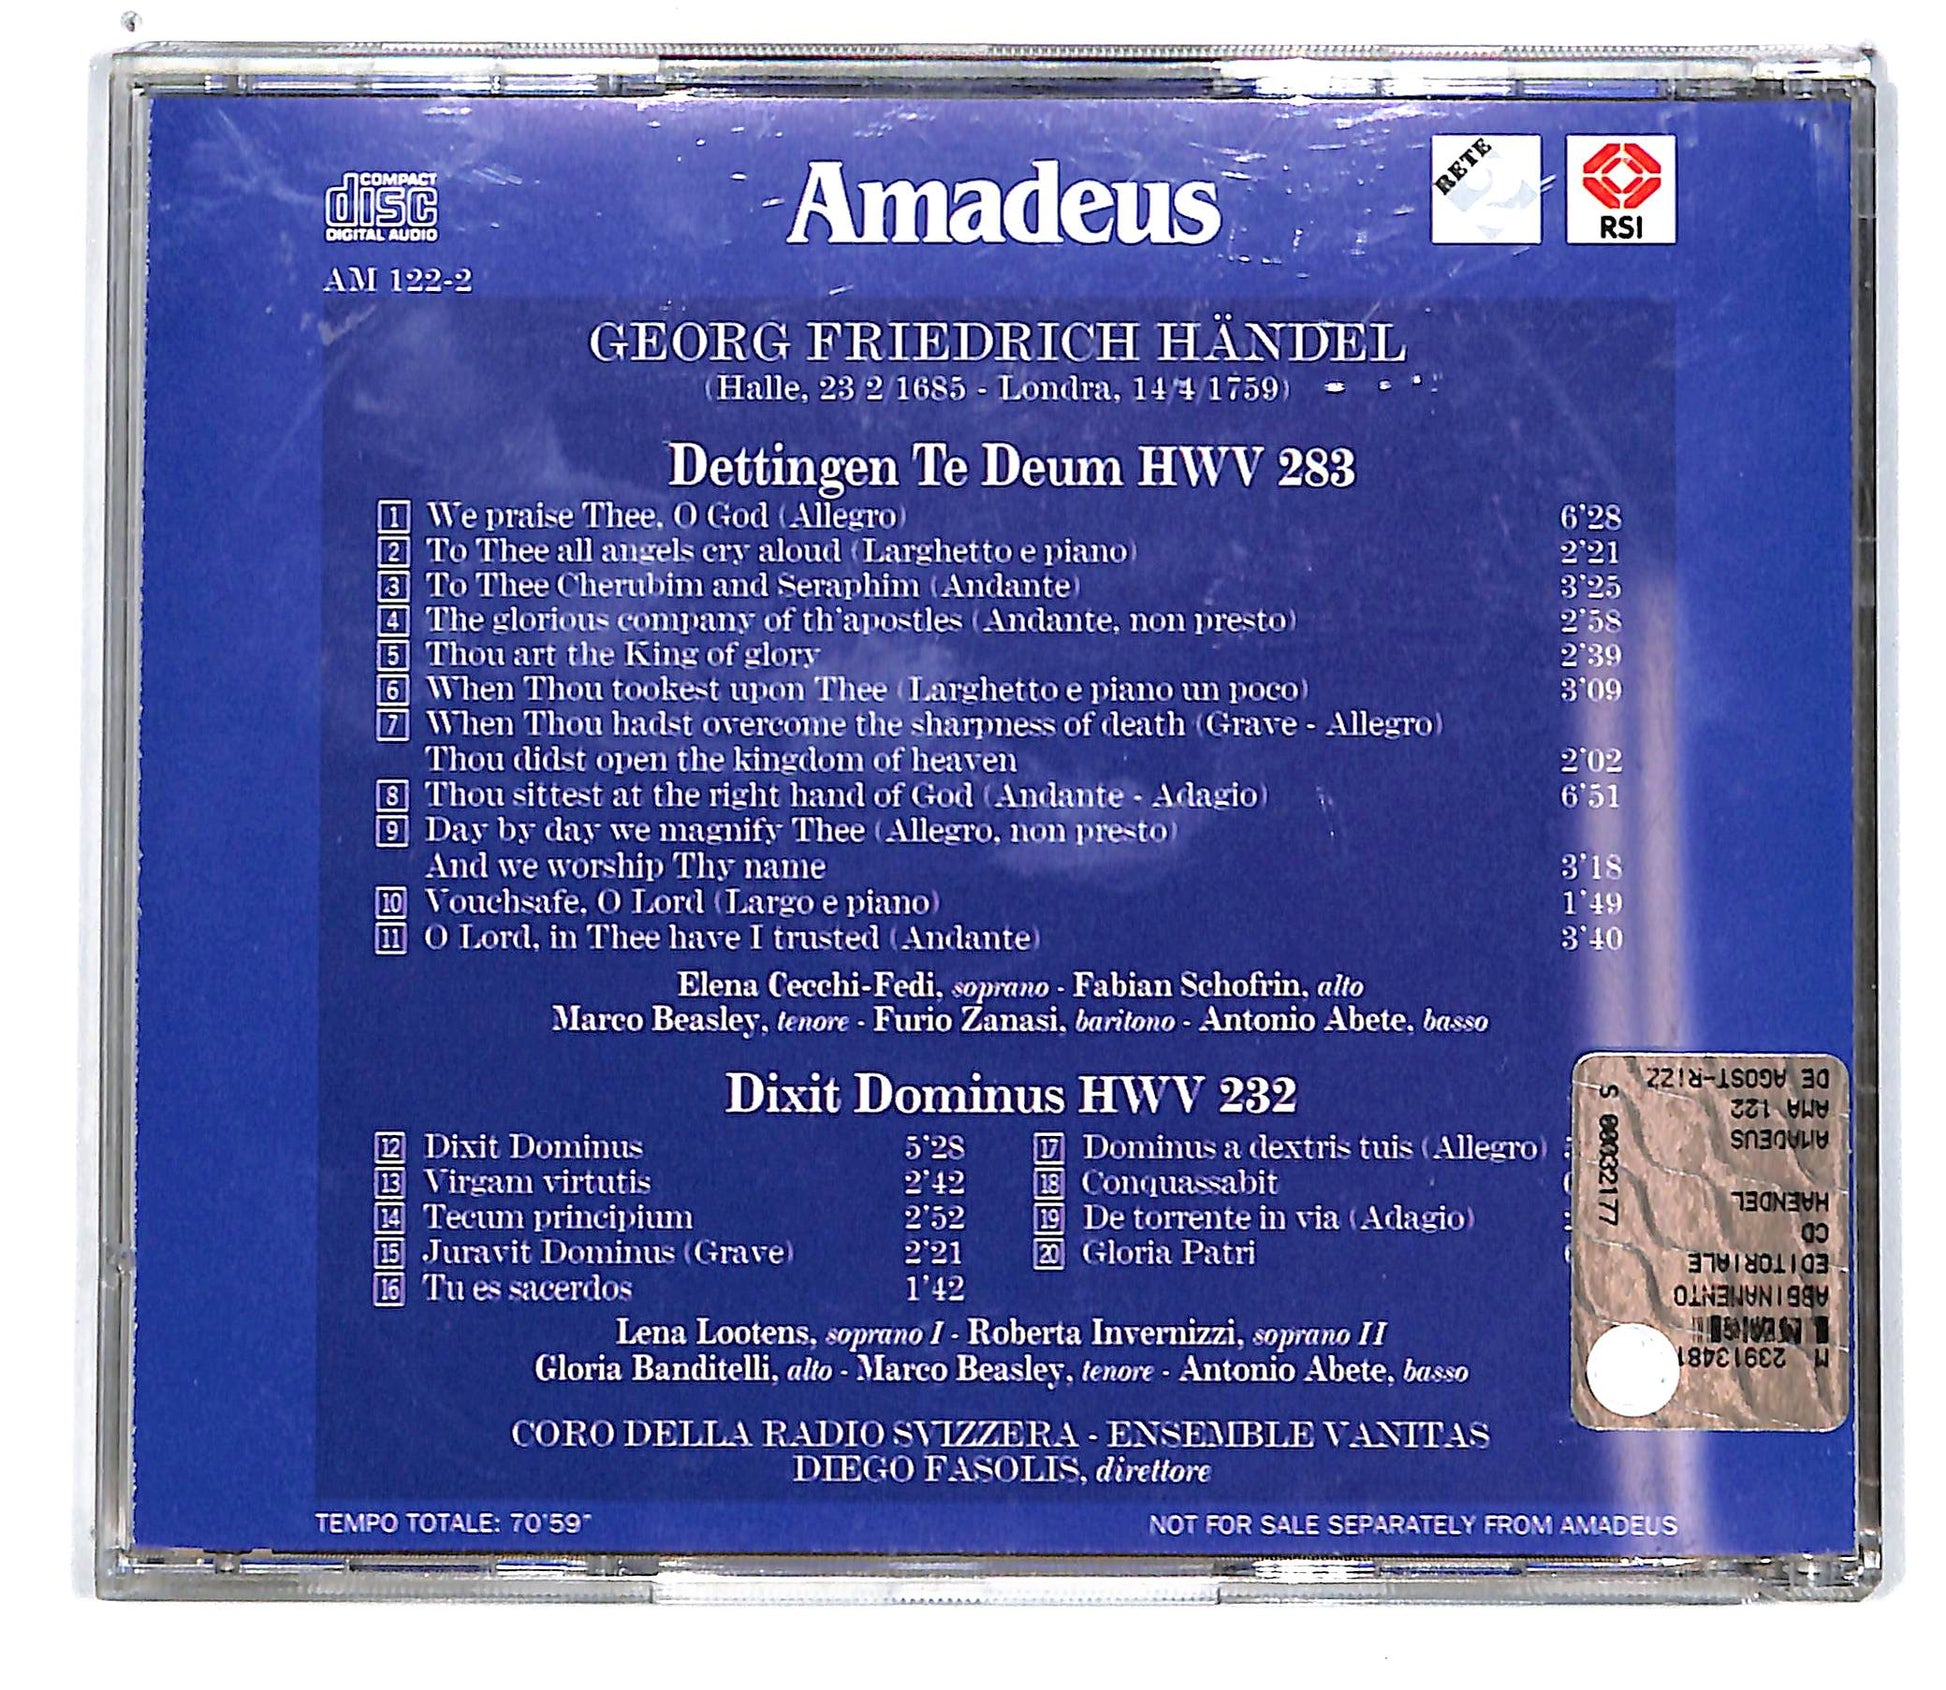 COMPACT
disc
DIGITAL AUDIO
Amadeus
RETE
2
RSI
AM 122-2
GEORG FRIEDRICH HÄNDEL
(Halle, 23/2/1685 - Londra, 14/4/1759)
Dettingen Te Deum HWV 283
1 We praise Thee, O God (Allegro) 6'28
2 To Thee all angels cry aloud (Larghetto e piano) 2'21
3 To Thee Cherubim and Seraphim (Andante) 3'25
4 The glorious company of th'apostles (Andante, non presto) 2'58
5 Thou art the King of glory 2'39
6 When Thou tookest upon Thee (Larghetto e piano un poco) 3'09
7 When Thou hadst overcome the sharpness of death (Grave - Allegro)
Thou didst open the kingdom of heaven 2'02
8 Thou sittest at the right hand of God (Andante - Adagio) 6'51
9 Day by day we magnify Thee (Allegro, non presto)
And we worship Thy name 3'18
10 Vouchsafe, O Lord (Largo e piano) 1'49
11 O Lord, in Thee have I trusted (Andante) 3'40
Elena Cecchi-Fedi, soprano - Fabian Schofrin, alto
Marco Beasley, tenore - Furio Zanasi, baritono - Antonio Abete, basso
Dixit Dominus HWV 232
12 Dixit Dominus 5'28
13 Virgam virtutis 2'42
14 Tecum principium 2'52
15 Juravit Dominus (Grave) 2'21
16 Tu es sacerdos 1'42
17 Dominus a dextris tuis (Allegro)
18 Conquassabit
19 De torrente in via (Adagio)
20 Gloria Patri
Lena Lootens, soprano I - Roberta Invernizzi, soprano II
Gloria Banditelli, alto - Marco Beasley, tenore - Antonio Abete, basso
CORO DELLA RADIO SVIZZERA - ENSEMBLE VANITAS
DIEGO FASOLIS, direttore
TEMPO TOTALE: 70'59"
NOT FOR SALE SEPARATELY FROM AMADEUS
M 23913481
ABBINAMENTO
EDITORIALE
CD
HAENDEL
AMADEUS
AMA 122
DE AGOST-RIZZ
S 00032177